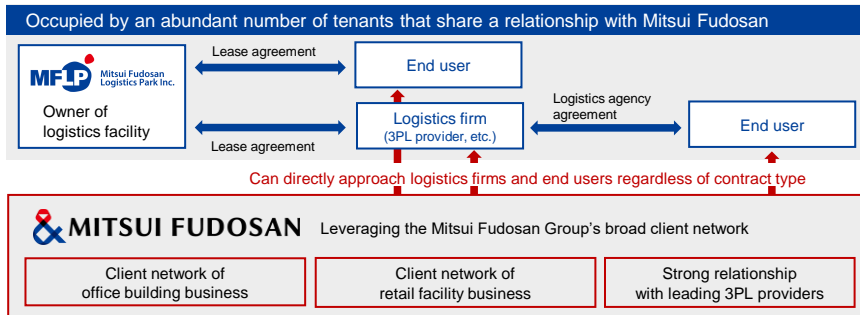 Occupied by an abundant number of tenants that share a relationship with Mitsui Fudosan
MFLP
Mitsui Fudosan
Logistics Park Inc.
Owner of
logistics facility
Lease agreement
End user
Lease agreement
Logistics firm
(3PL provider, etc.)
Logistics agency
agreement
End user
Can directly approach logistics firms and end users regardless of contract type
& MITSUI FUDOSAN
Leveraging the Mitsui Fudosan Group's broad client network
Client network of
office building business
Client network of
retail facility business
Strong relationship
with leading 3PL providers